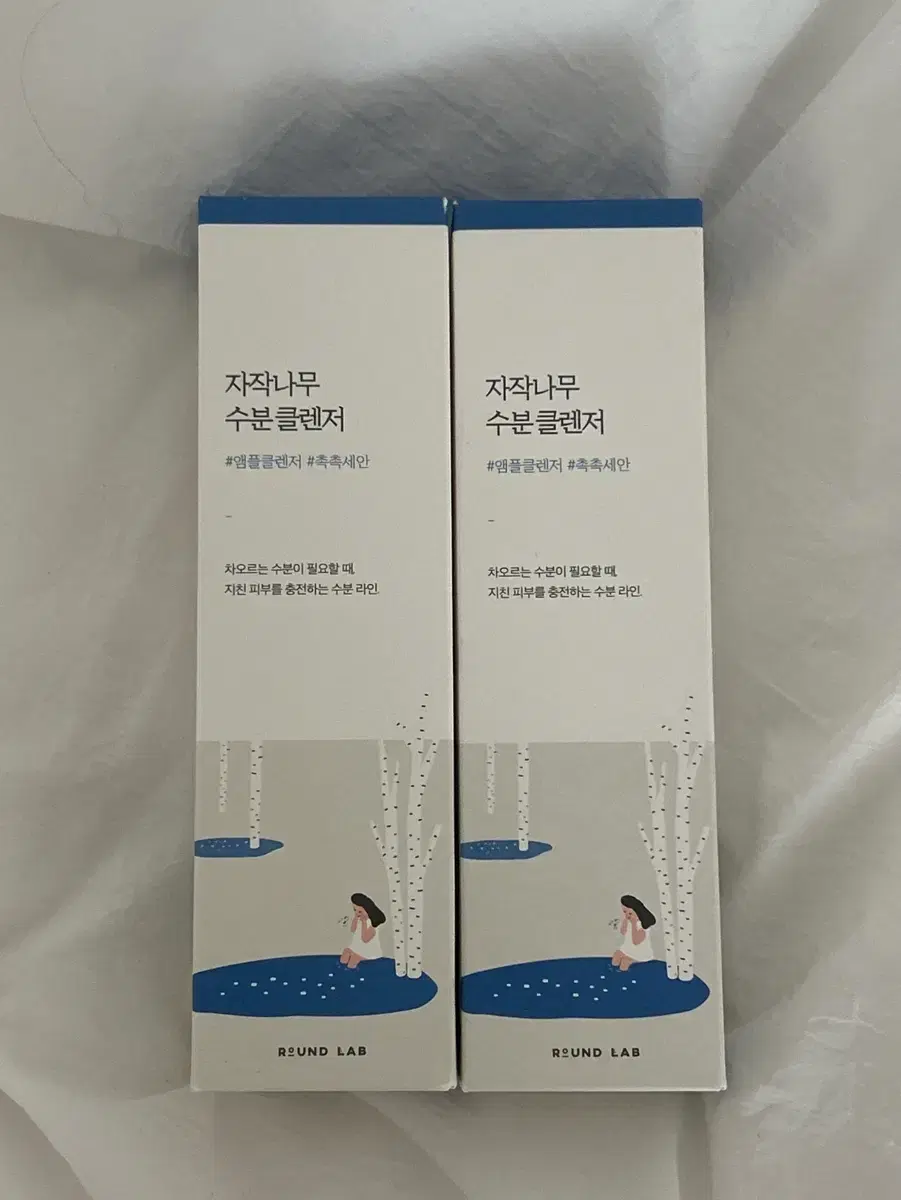 자작나무
수분 클렌저
#앰플클렌저 #촉촉세안
-
차오르는 수분이 필요할 때,
지친 피부를 충전하는 수분 라인.
ROUND LAB
자작나무
수분 클렌저
#앰플클렌저 #촉촉세안
-
차오르는 수분이 필요할 때,
지친 피부를 충전하는 수분 라인.
ROUND LAB